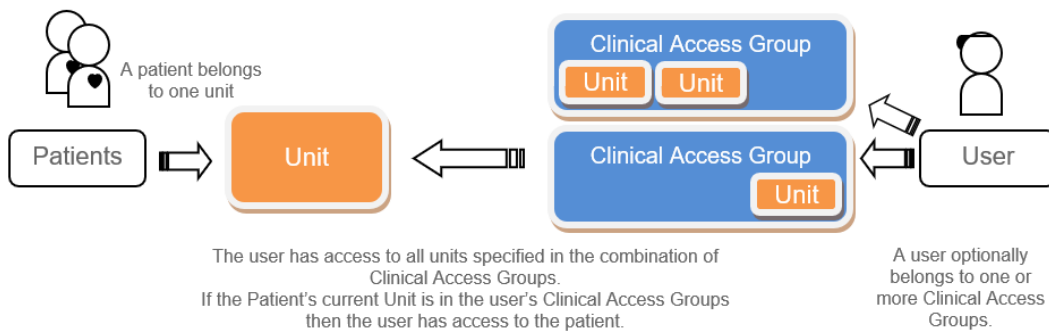 A patient belongs
to one unit
Patients
Unit
Clinical Access Group
Unit
Unit
Clinical Access Group
Unit
User
The user has access to all units specified in the combination of
Clinical Access Groups.
If the Patient's current Unit is in the user's Clinical Access Groups
then the user has access to the patient.
A user optionally
belongs to one or
more Clinical Access
Groups.